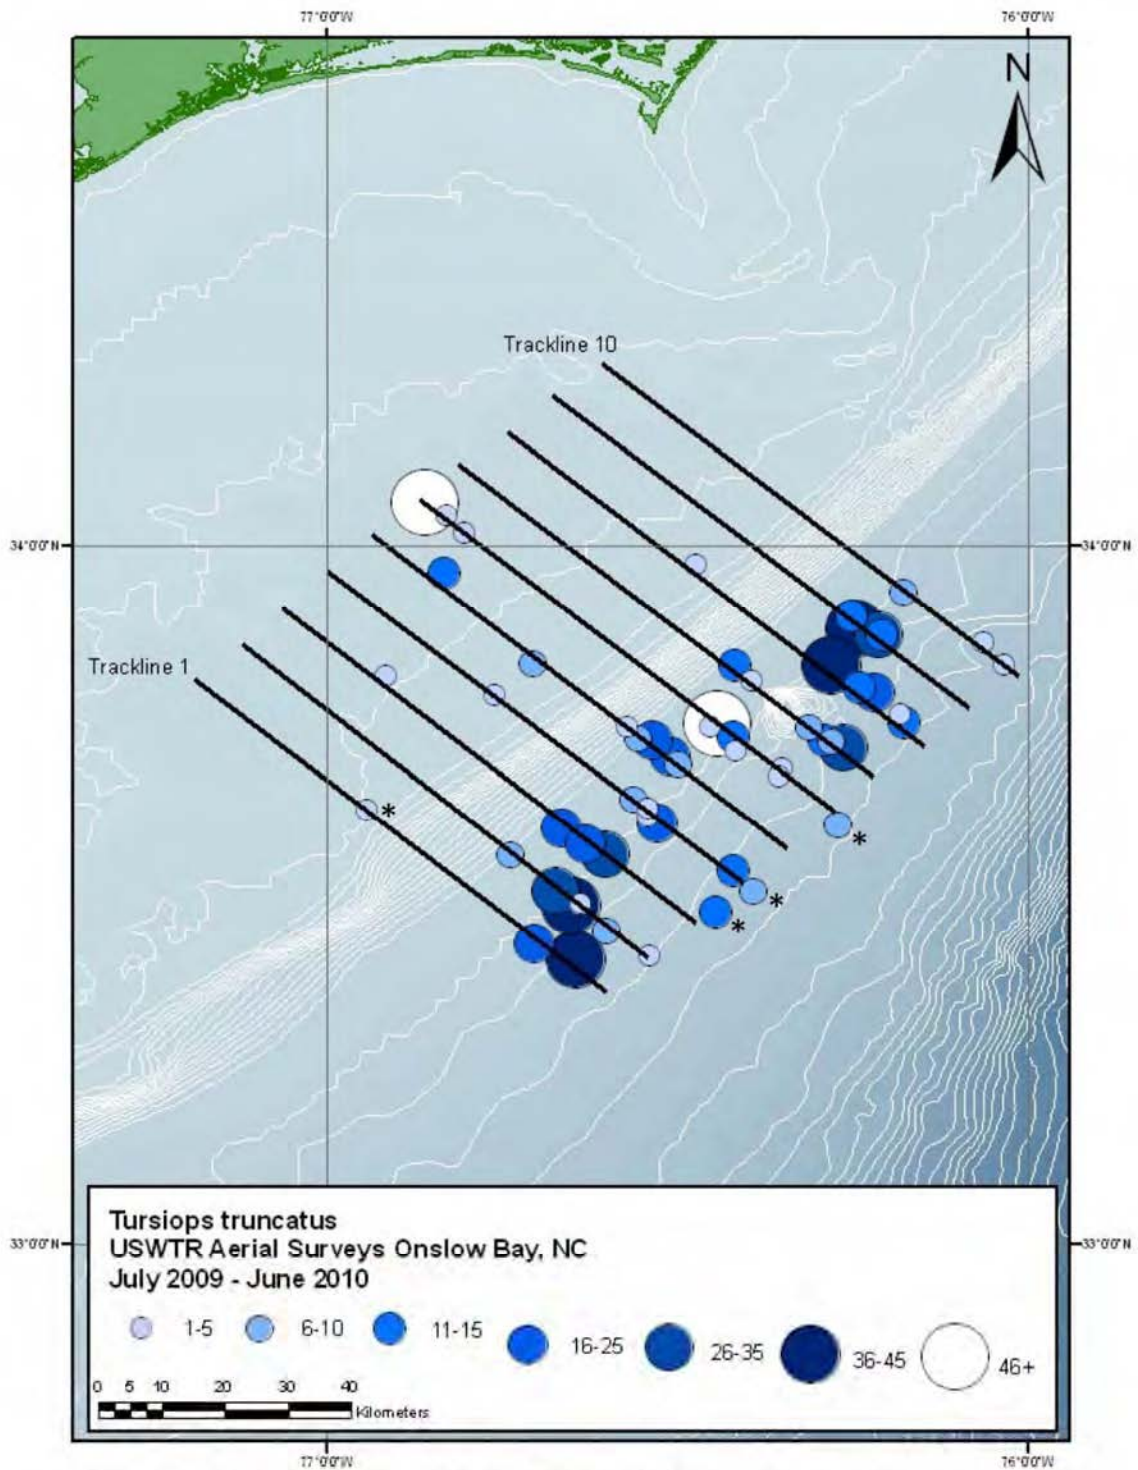 77°0'0"W 76°0'0"W
N
Trackline 10
34°0'0"N 34°0'0"N
Trackline 1
*
*
*
*
33°0'0"N 33°0'0"N
Tursiops truncatus
USWTR Aerial Surveys Onslow Bay, NC
July 2009 - June 2010
1-5 6-10 11-15 16-25 26-35 36-45 46+
0 5 10 20 30 40
Kilometers
77°0'0"W 76°0'0"W